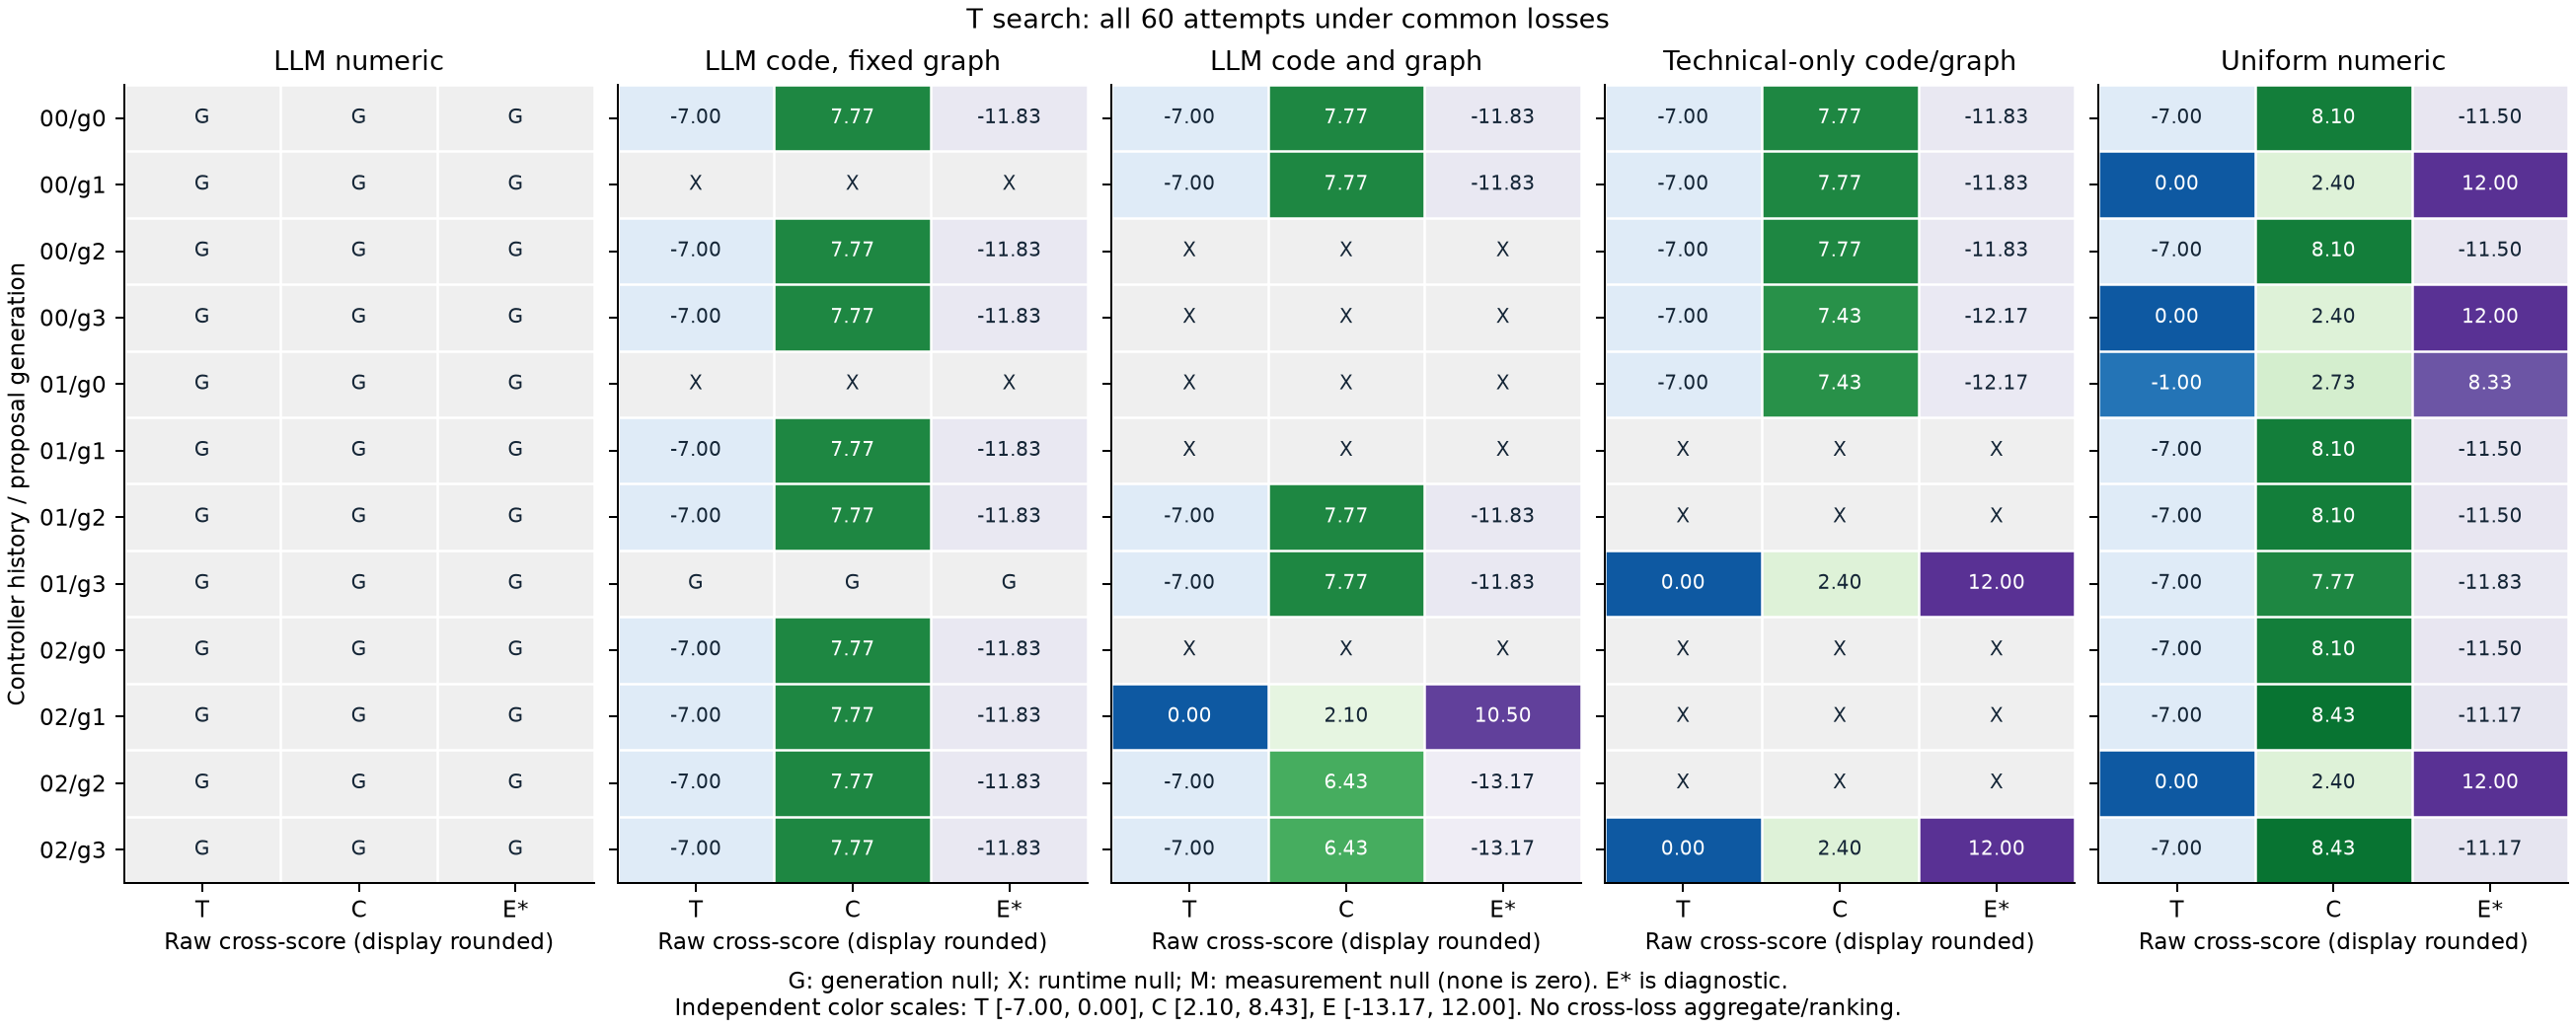 T search: all 60 attempts under common losses
LLM numeric LLM code, fixed graph LLM code and graph Technical-only code/graph Uniform numeric
Controller history / proposal generation
00/g0 G G G -7.00 7.77 -11.83 -7.00 7.77 -11.83 -7.00 7.77 -11.83 -7.00 8.10 -11.50
00/g1 G G G X X X -7.00 7.77 -11.83 -7.00 7.77 -11.83 0.00 2.40 12.00
00/g2 G G G -7.00 7.77 -11.83 X X X -7.00 7.77 -11.83 -7.00 8.10 -11.50
00/g3 G G G -7.00 7.77 -11.83 X X X -7.00 7.43 -12.17 0.00 2.40 12.00
01/g0 G G G X X X X X X -7.00 7.43 -12.17 -1.00 2.73 8.33
01/g1 G G G -7.00 7.77 -11.83 X X X X X X -7.00 8.10 -11.50
01/g2 G G G -7.00 7.77 -11.83 -7.00 7.77 -11.83 X X X -7.00 8.10 -11.50
01/g3 G G G G G G -7.00 7.77 -11.83 0.00 2.40 12.00 -7.00 7.77 -11.83
02/g0 G G G -7.00 7.77 -11.83 X X X X X X -7.00 8.10 -11.50
02/g1 G G G -7.00 7.77 -11.83 0.00 2.10 10.50 X X X -7.00 8.43 -11.17
02/g2 G G G -7.00 7.77 -11.83 -7.00 6.43 -13.17 X X X 0.00 2.40 12.00
02/g3 G G G -7.00 7.77 -11.83 -7.00 6.43 -13.17 0.00 2.40 12.00 -7.00 8.43 -11.17
T C E* T C E* T C E* T C E* T C E*
Raw cross-score (display rounded) Raw cross-score (display rounded) Raw cross-score (display rounded) Raw cross-score (display rounded) Raw cross-score (display rounded)
G: generation null; X: runtime null; M: measurement null (none is zero). E* is diagnostic.
Independent color scales: T [-7.00, 0.00], C [2.10, 8.43], E [-13.17, 12.00]. No cross-loss aggregate/ranking.